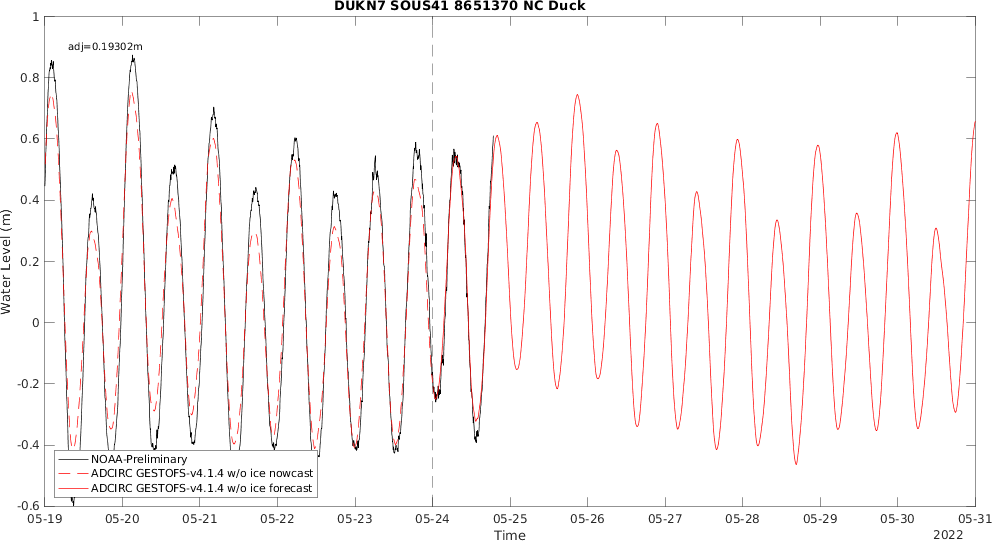 DUKN7 SOUS41 8651370 NC Duck
adj=0.19302m
1
0.8
0.6
0.4
0.2
0
-0.2
-0.4
-0.6
Water Level (m)
NOAA-Preliminary
ADCIRC GESTOFS-v4.1.4 w/o ice nowcast
ADCIRC GESTOFS-v4.1.4 w/o ice forecast
05-19 05-20 05-21 05-22 05-23 05-24 05-25 05-26 05-27 05-28 05-29 05-30 05-31
Time
2022